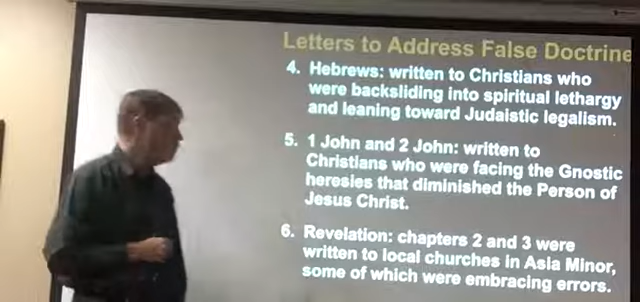 Letters to Address False Doctrine
4. Hebrews: written to Christians who
were backsliding into spiritual lethargy
and leaning toward Judaistic legalism.
5. 1 John and 2 John: written to
Christians who were facing the Gnostic
heresies that diminished the Person of
Jesus Christ.
6. Revelation: chapters 2 and 3 were
written to local churches in Asia Minor,
some of which were embracing errors.